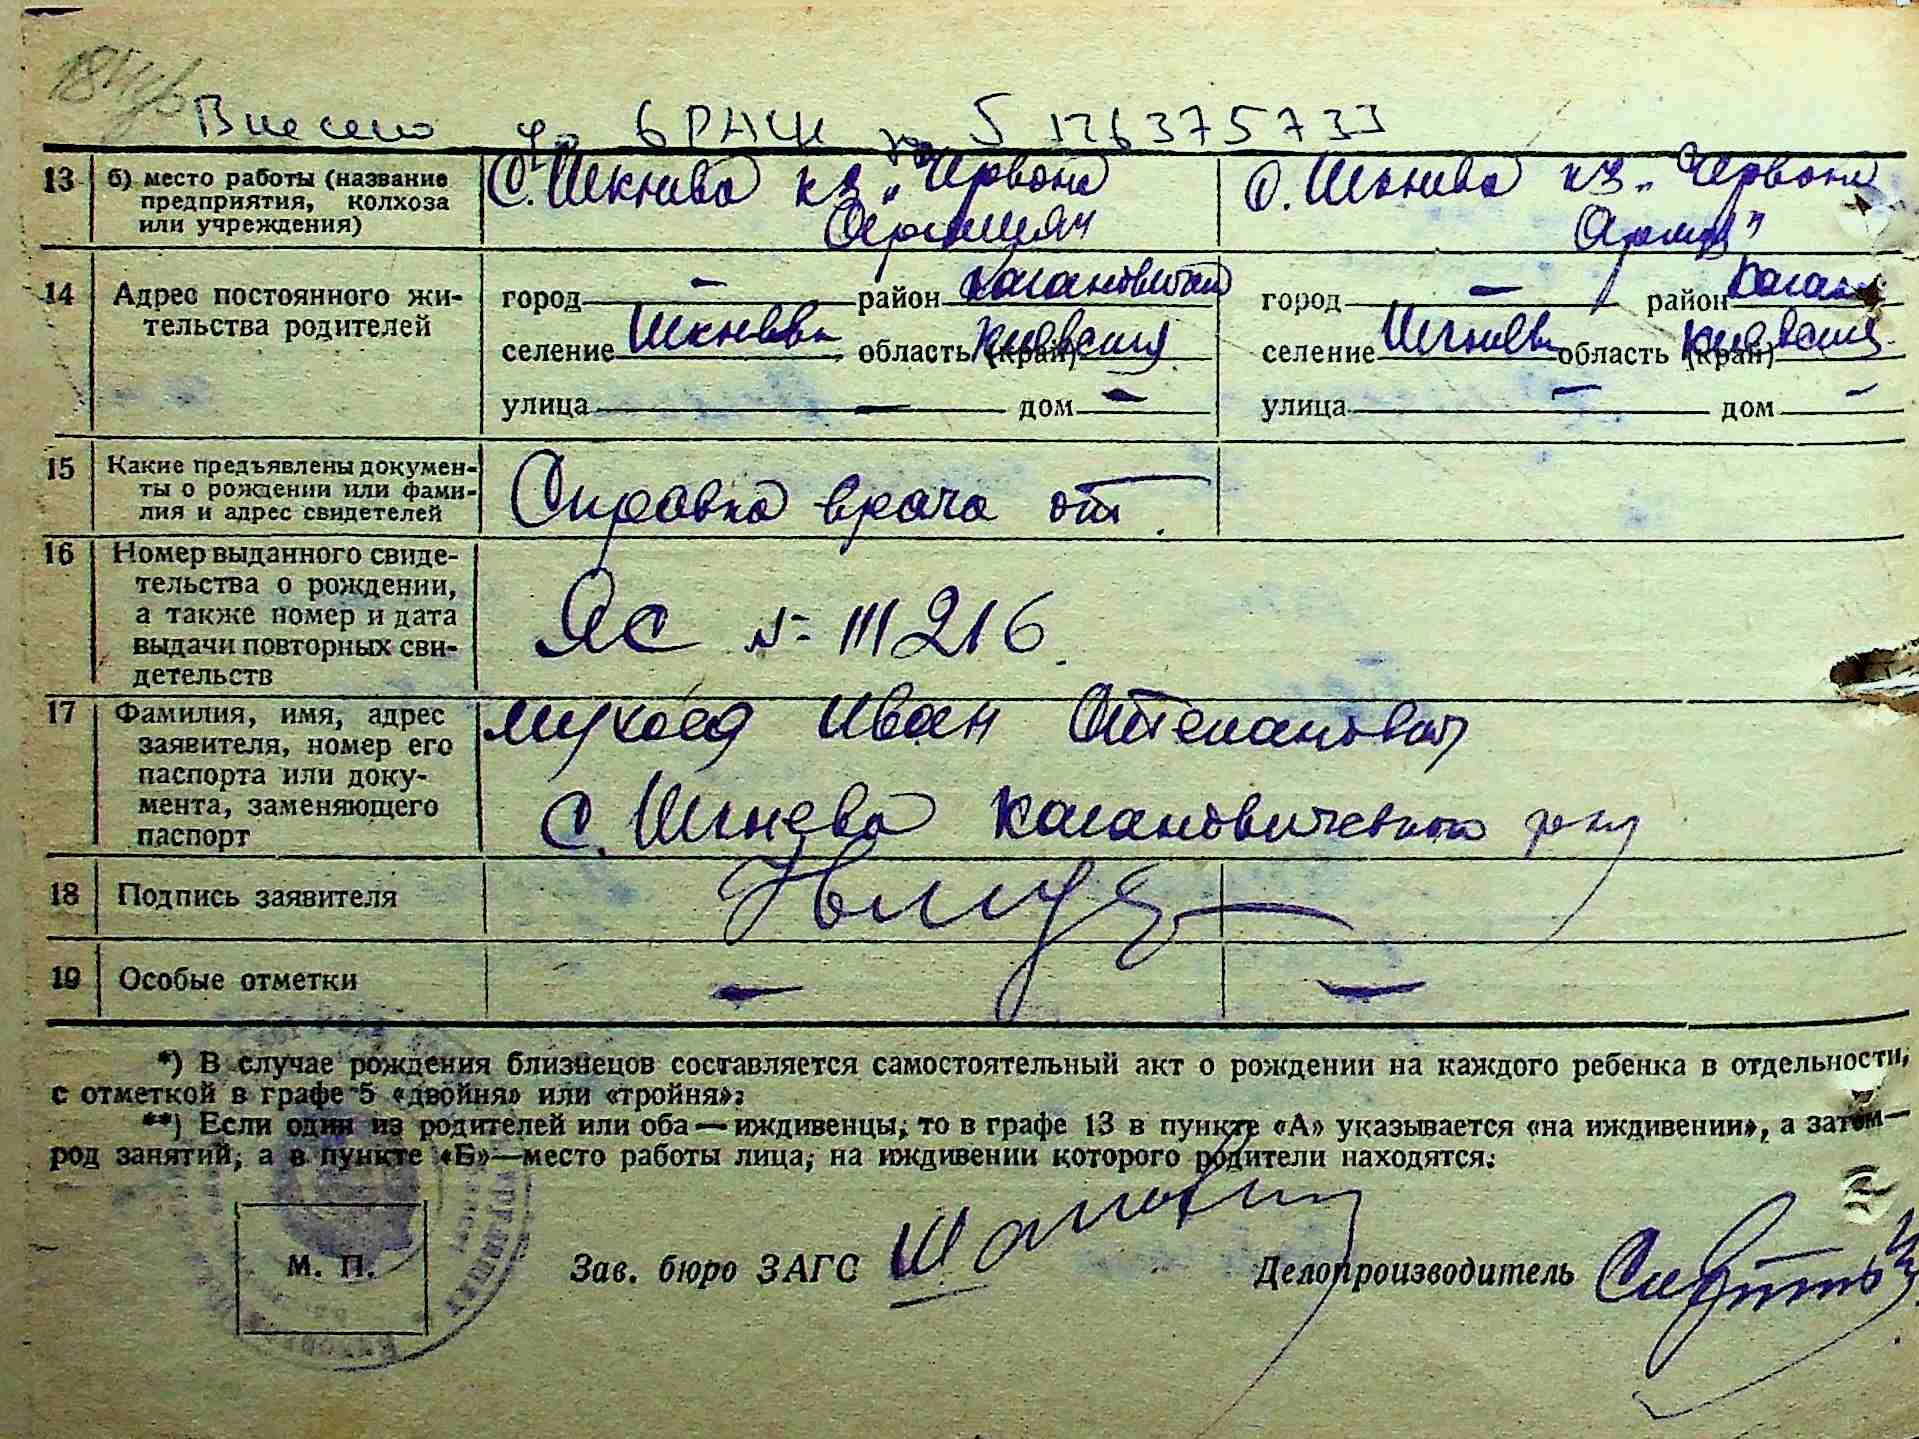 Внесено до
13 б) место работы (название предприятия, колхоза или учреждения) С. Шкнева кз „Червона С. Шкнева кз „Червона
Армия"
14 Адрес постоянного жительства родителей
город — район Каганович город — район Каган
селение Шкнева область (край) Киевская селение Шкнева область (край) Киевская
улица — дом — улица — дом —
15 Какие предъявлены документы о рождении или фамилия и адрес свидетелей Справка врача от
16 Номер выданного свидетельства о рождении, а также номер и дата выдачи повторных свидетельств ЯС № 111216.
17 Фамилия, имя, адрес заявителя, номер его паспорта или документа, заменяющего паспорт Мухоед Иван Степанович
С. Шкнева Кагановичевского р-ну
18 Подпись заявителя
19 Особые отметки — —
*) В случае рождения близнецов составляется самостоятельный акт о рождении на каждого ребенка в отдельности,
с отметкой в графе 5 «двойня» или «тройня».
**) Если один из родителей или оба — иждивенцы, то в графе 13 в пункте «А» указывается «на иждивении», а затем —
род занятий, а в пункте «Б» — место работы лица, на иждивении которого родители находятся.
М. П. Зав. бюро ЗАГС Делопроизводитель